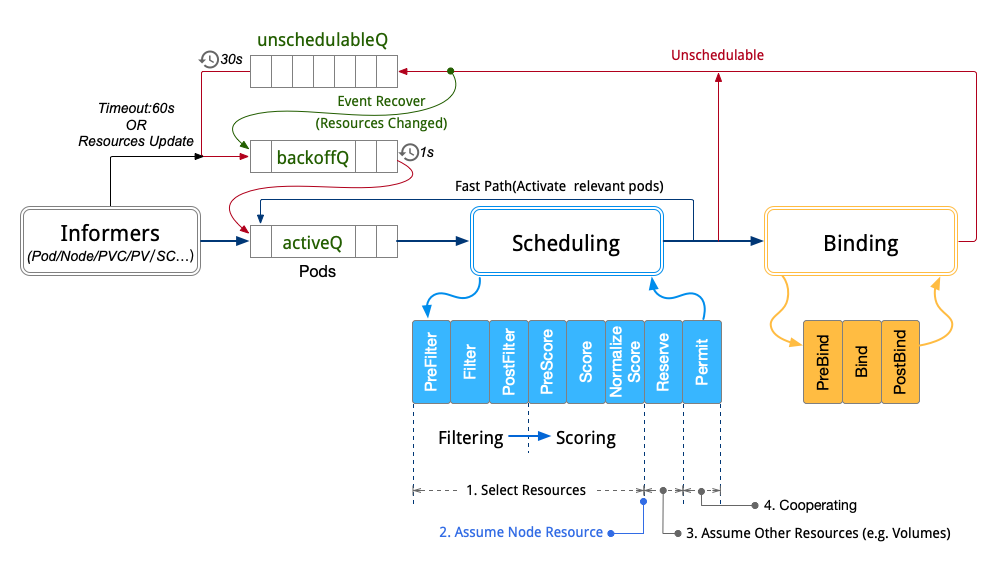 unschedulableQ
30s
Unschedulable
Timeout:60s
OR
Resources Update
Event Recover
(Resources Changed)
backoffQ
1s
Fast Path(Activate relevant pods)
Informers
(Pod/Node/PVC/PV/SC...)
activeQ
Pods
Scheduling
Binding
PreFilter
Filter
PostFilter
PreScore
Score
Normalize
Score
Reserve
Permit
PreBind
Bind
PostBind
Filtering
Scoring
1. Select Resources
4. Cooperating
2. Assume Node Resource
3. Assume Other Resources (e.g. Volumes)